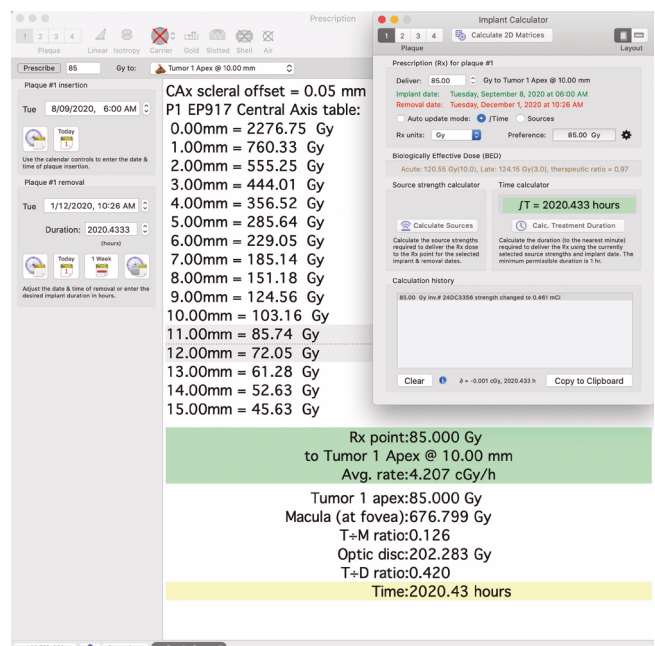 Prescription
1 2 3 4
Plaque
Linear Isotropy Carrier Gold Slotted Shell Air
Prescribe 85 Gy to: Tumor 1 Apex @ 10.00 mm
Plaque #1 insertion
Tue 8/09/2020, 6:00 AM
Today
Use the calendar controls to enter the date &
time of plaque insertion.
Plaque #1 removal
Tue 1/12/2020, 10:26 AM
Duration: 2020.4333
(hours)
Today 1 Week
Adjust the date & time of removal or enter the
desired implant duration in hours.
CAx scleral offset = 0.05 mm
P1 EP917 Central Axis table:
0.00mm = 2276.75 Gy
1.00mm = 760.33 Gy
2.00mm = 555.25 Gy
3.00mm = 444.01 Gy
4.00mm = 356.52 Gy
5.00mm = 285.64 Gy
6.00mm = 229.05 Gy
7.00mm = 185.14 Gy
8.00mm = 151.18 Gy
9.00mm = 124.56 Gy
10.00mm = 103.16 Gy
11.00mm = 85.74 Gy
12.00mm = 72.05 Gy
13.00mm = 61.28 Gy
14.00mm = 52.63 Gy
15.00mm = 45.63 Gy
Rx point:85.000 Gy
to Tumor 1 Apex @ 10.00 mm
Avg. rate:4.207 cGy/h
Tumor 1 apex:85.000 Gy
Macula (at fovea):676.799 Gy
T÷M ratio:0.126
Optic disc:202.283 Gy
T÷D ratio:0.420
Time:2020.43 hours
Implant Calculator
1 2 3 4 Calculate 2D Matrices
Plaque Layout
Prescription (Rx) for plaque #1
Deliver: 85.00 Gy to Tumor 1 Apex @ 10.00 mm
Implant date: Tuesday, September 8, 2020 at 06:00 AM
Removal date: Tuesday, December 1, 2020 at 10:26 AM
Auto update mode: ∫Time Sources
Rx units: Gy Preference: 85.00 Gy
Biologically Effective Dose (BED)
Acute: 120.55 Gy(10.0), Late: 124.15 Gy(3.0), therapeutic ratio = 0.97
Source strength calculator
Calculate Sources
Calculate the source strengths
required to deliver the Rx dose
to the Rx point for the selected
implant & removal dates.
Time calculator
∫T = 2020.433 hours
Calc. Treatment Duration
Calculate the duration (to the nearest minute)
required to deliver the Rx using the currently
selected source strengths and implant date. The
minimum permissible duration is 1 hr.
Calculation history
85.00 Gy inv.# 24DC3366 strength changed to 0.461 mCi
Clear ∂ = -0.001 cGy, 2020.433 h Copy to Clipboard